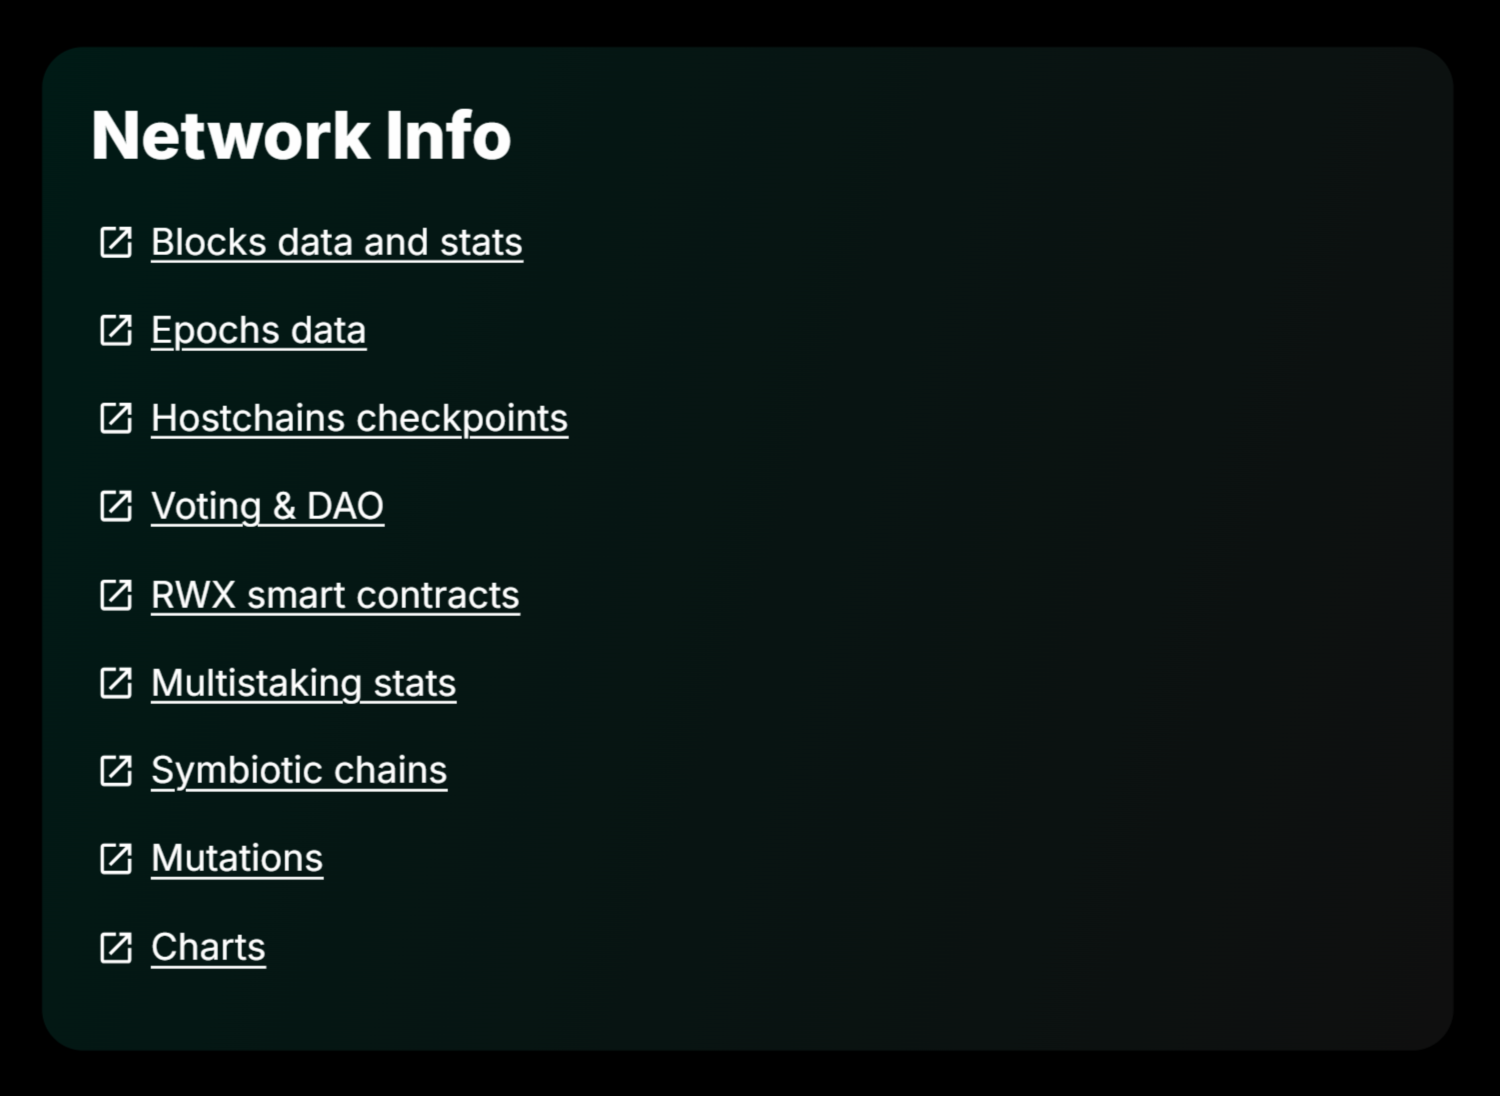 Network Info
Blocks data and stats
Epochs data
Hostchains checkpoints
Voting & DAO
RWX smart contracts
Multistaking stats
Symbiotic chains
Mutations
Charts